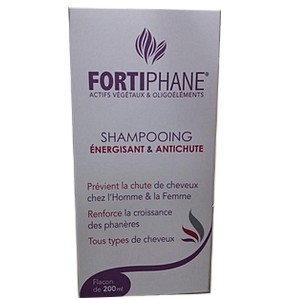 FORTIPHANE®
ACTIFS VÉGÉTAUX & OLIGOÉLÉMENTS
SHAMPOOING
ÉNERGISANT & ANTICHUTE
Prévient la chute de cheveux
chez l'Homme & la Femme
Renforce la croissance
des phanères
Tous types de cheveux
Flacon
de 200ml